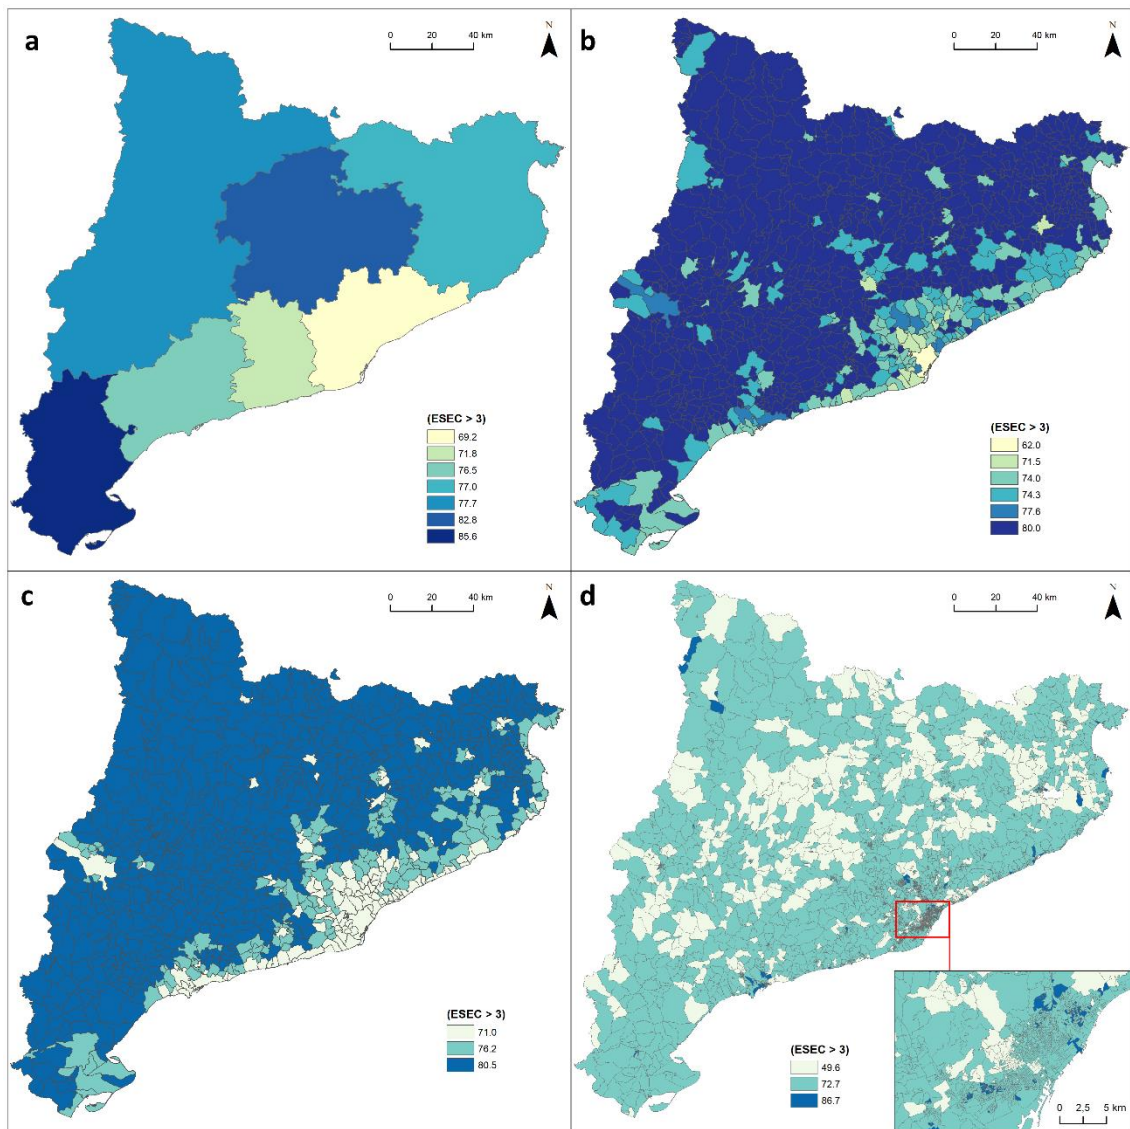 a
N
0 20 40 km
(ESEC > 3)
69.2
71.8
76.5
77.0
77.7
82.8
85.6
b
N
0 20 40 km
(ESEC > 3)
62.0
71.5
74.0
74.3
77.6
80.0
c
N
0 20 40 km
(ESEC > 3)
71.0
76.2
80.5
d
N
0 20 40 km
(ESEC > 3)
49.6
72.7
86.7
0 2,5 5 km